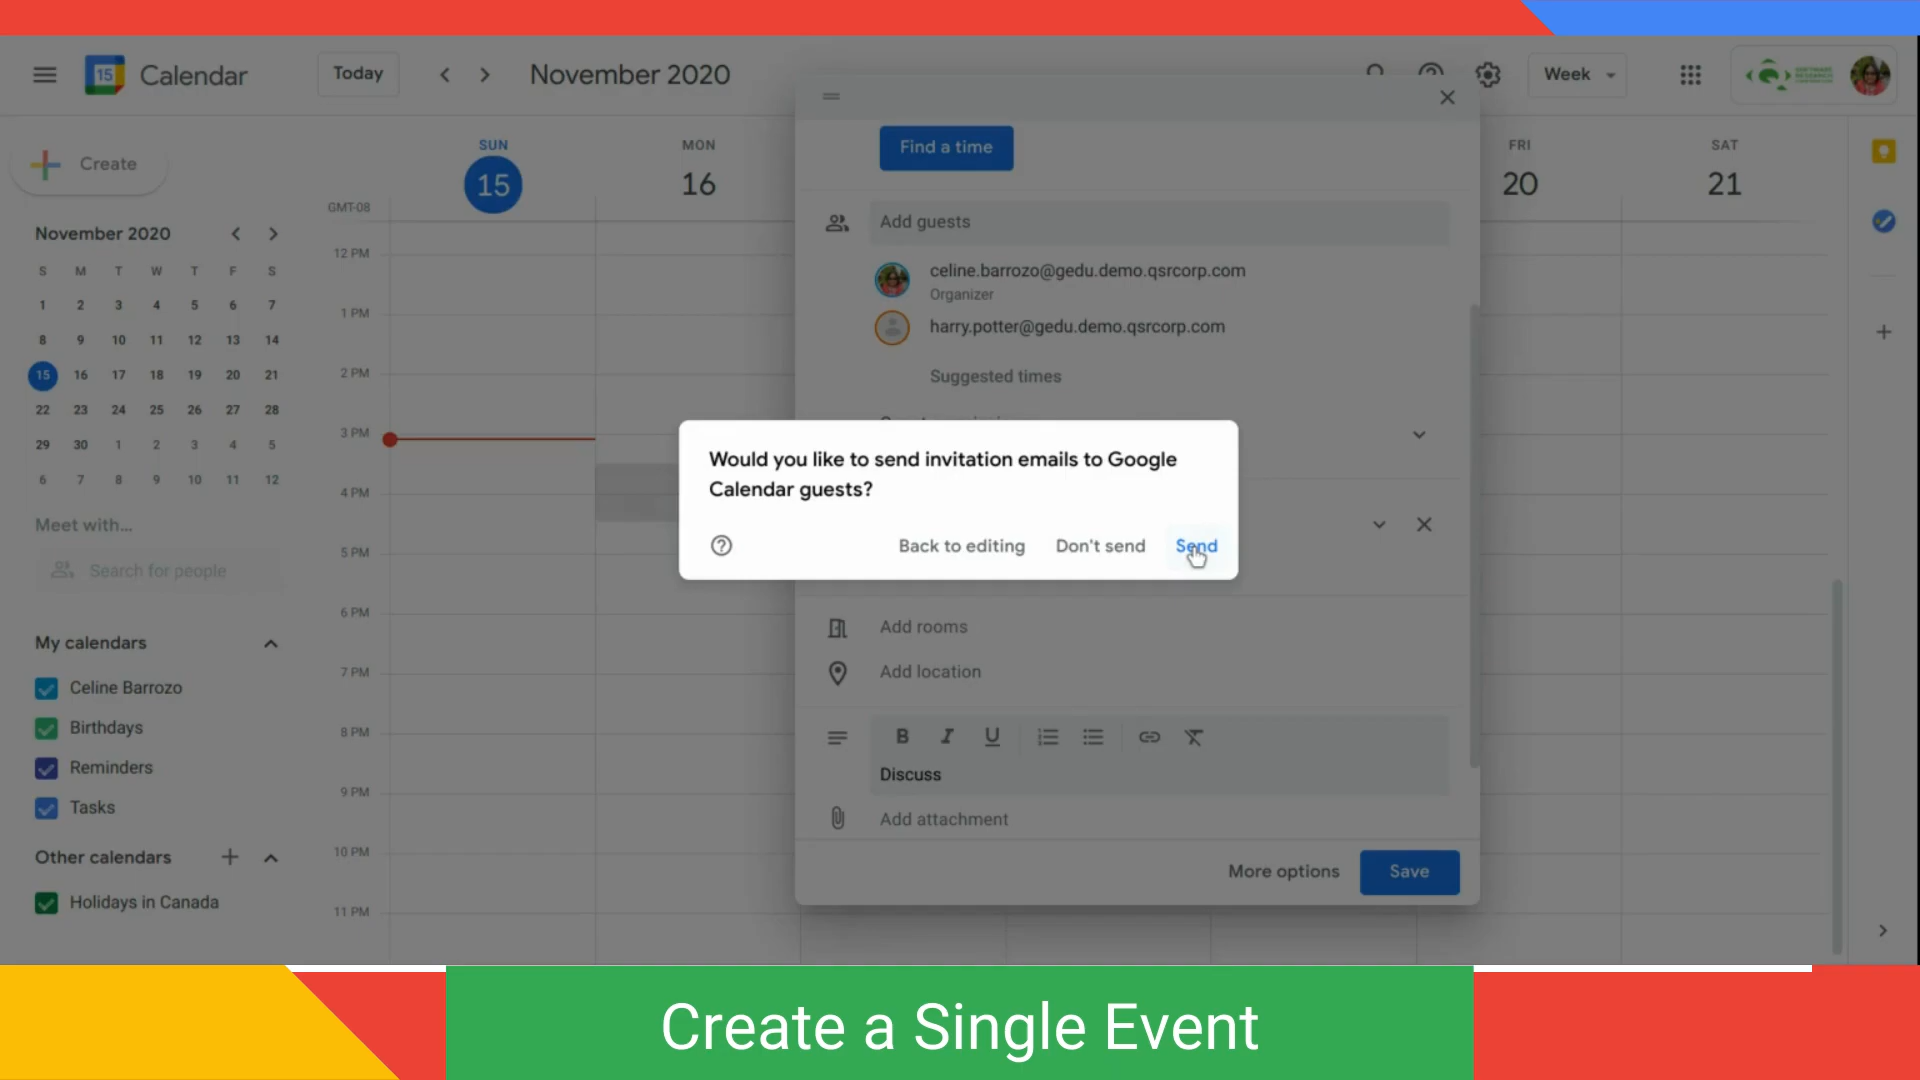 15
Calendar
Today
November 2020
Week
Create
SUN
15
MON
16
FRI
20
SAT
21
GMT-08
November 2020
S M T W T F S
1 2 3 4 5 6 7
8 9 10 11 12 13 14
15 16 17 18 19 20 21
22 23 24 25 26 27 28
29 30 1 2 3 4 5
6 7 8 9 10 11 12
Meet with...
Search for people
My calendars
Celine Barrozo
Birthdays
Reminders
Tasks
Other calendars
Holidays in Canada
12 PM
1 PM
2 PM
3 PM
4 PM
5 PM
6 PM
7 PM
8 PM
9 PM
10 PM
11 PM
Find a time
Add guests
celine.barrozo@gedu.demo.qsrcorp.com
Organizer
harry.potter@gedu.demo.qsrcorp.com
Suggested times
Would you like to send invitation emails to Google
Calendar guests?
Back to editing
Don't send
Send
Add rooms
Add location
B I U
Discuss
Add attachment
More options
Save
Create a Single Event